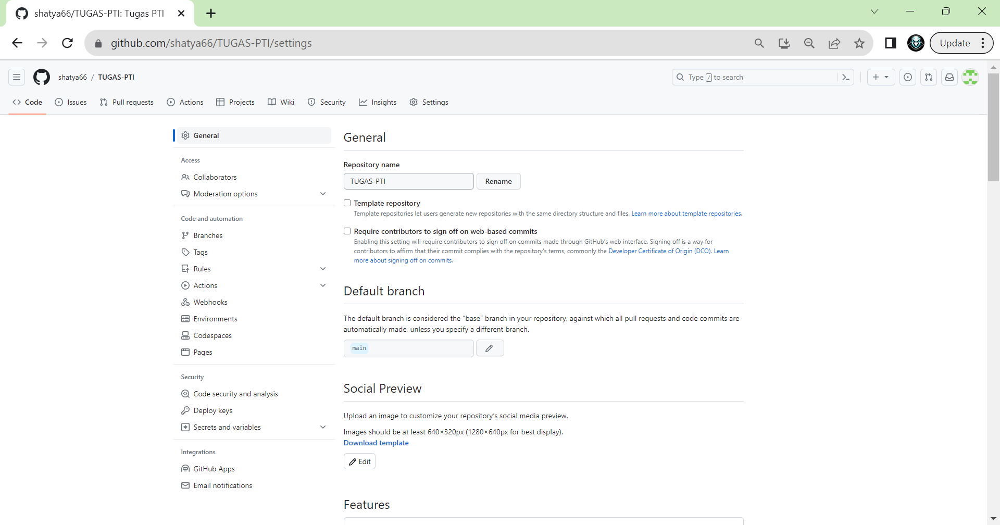 shatya66/TUGAS-PTI: Tugas PTI
github.com/shatya66/TUGAS-PTI/settings
Update
shatya66 / TUGAS-PTI
Type / to search
Code
Issues
Pull requests
Actions
Projects
Wiki
Security
Insights
Settings
General
Access
Collaborators
Moderation options
Code and automation
Branches
Tags
Rules
Actions
Webhooks
Environments
Codespaces
Pages
Security
Code security and analysis
Deploy keys
Secrets and variables
Integrations
GitHub Apps
Email notifications
General
Repository name
TUGAS-PTI
Rename
Template repository
Template repositories let users generate new repositories with the same directory structure and files. Learn more about template repositories.
Require contributors to sign off on web-based commits
Enabling this setting will require contributors to sign off on commits made through GitHub's web interface. Signing off is a way for
contributors to affirm that their commit complies with the repository's terms, commonly the Developer Certificate of Origin (DCO). Learn
more about signing off on commits.
Default branch
The default branch is considered the “base” branch in your repository, against which all pull requests and code commits are
automatically made, unless you specify a different branch.
main
Social Preview
Upload an image to customize your repository's social media preview.
Images should be at least 640×320px (1280×640px for best display).
Download template
Edit
Features